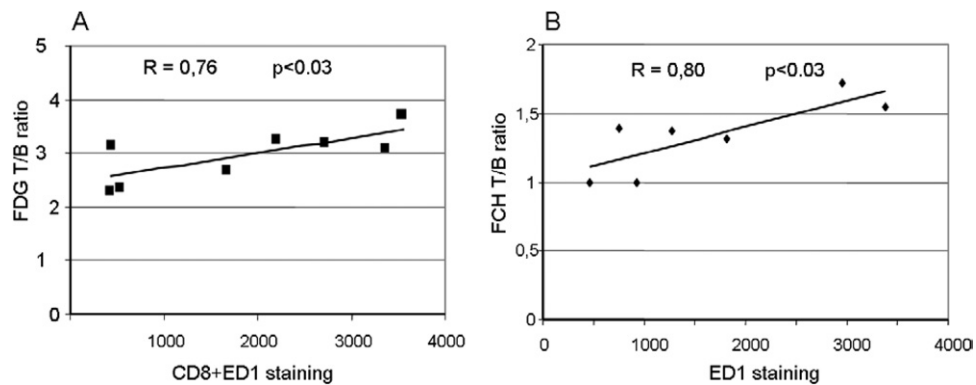 A
R = 0,76 p<0.03
5
4
3
2
1
0
FDG T/B ratio
1000 2000 3000 4000
CD8+ED1 staining
B
R = 0,80 p<0.03
2
1,5
1
0,5
0
FCH T/B ratio
0 1000 2000 3000 4000
ED1 staining